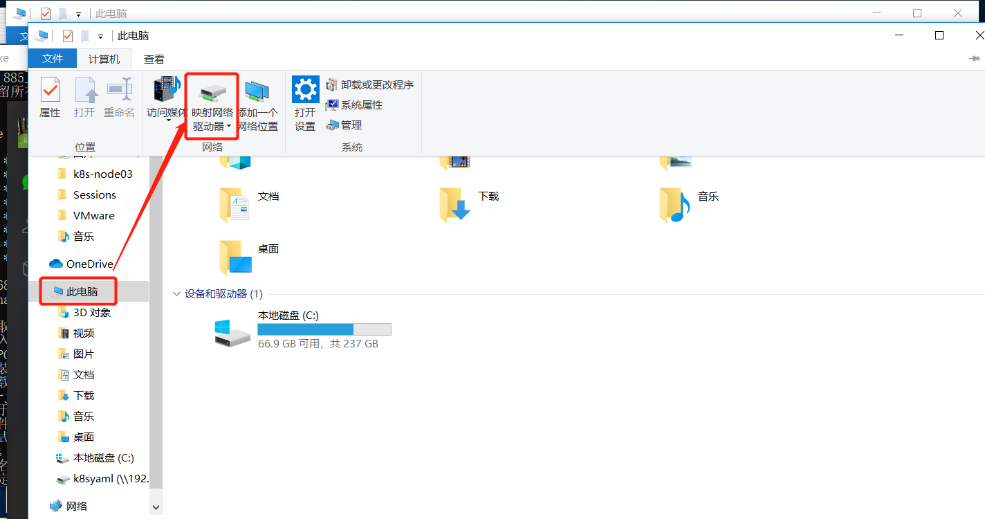 此电脑
此电脑
文件
计算机
查看
属性
打开
重命名
访问媒体
映射网络
驱动器
添加一个
网络位置
打开
设置
卸载或更改程序
系统属性
管理
位置
网络
系统
k8s-node03
Sessions
VMware
音乐
OneDrive
此电脑
3D 对象
视频
图片
文档
下载
音乐
桌面
本地磁盘 (C:)
k8syaml (\\192.
网络
文档
下载
音乐
桌面
设备和驱动器 (1)
本地磁盘 (C:)
66.9 GB 可用，共 237 GB